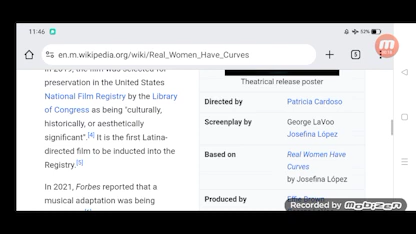 11:46
52%
en.m.wikipedia.org/wiki/Real_Women_Have_Curves
5
In 2019, the film was selected for
preservation in the United States
National Film Registry by the Library
of Congress as being "culturally,
historically, or aesthetically
significant".[4] It is the first Latina-
directed film to be inducted into the
Registry.[5]
In 2021, Forbes reported that a
musical adaptation was being
Theatrical release poster
Directed by
Patricia Cardoso
Screenplay by
George LaVoo
Josefina López
Based on
Real Women Have
Curves
by Josefina López
Produced by
Effie Brown
Recorded by Mobizen